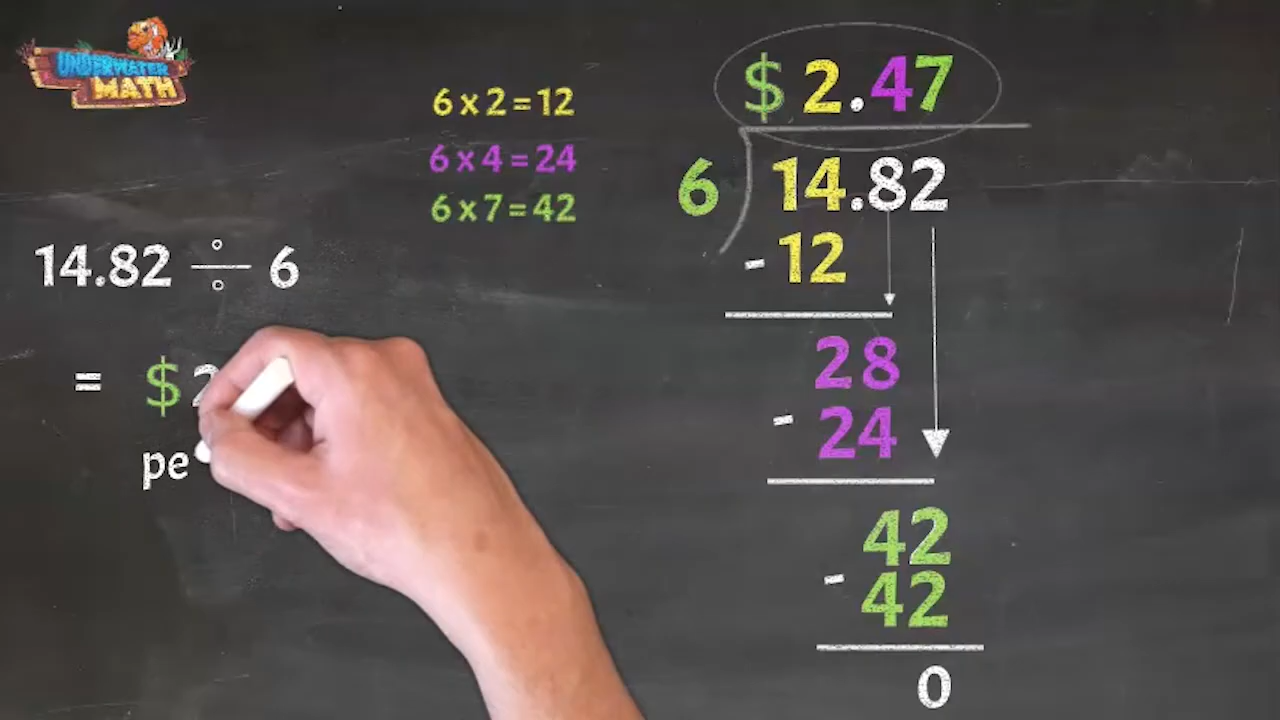 UNDERWATER
MATH
6 x 2 = 12
6 x 4 = 24
6 x 7 = 42
14.82 ÷ 6
= $ 2
pe
$ 2.47
6 14.82
- 12
28
- 24
42
- 42
0